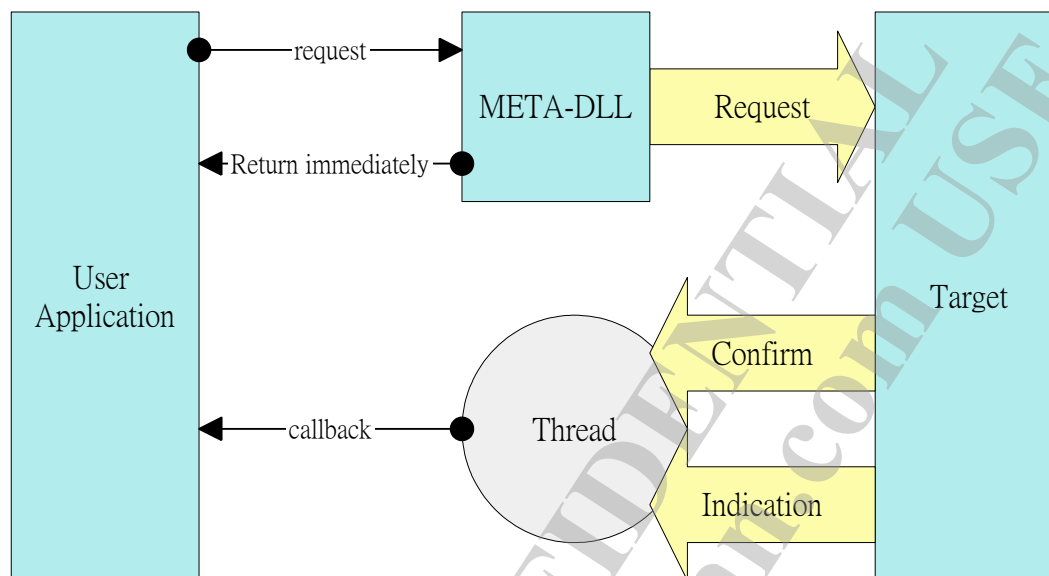 request
META-DLL
Request
Return immediately
User
Application
Target
Confirm
Thread
callback
Indication